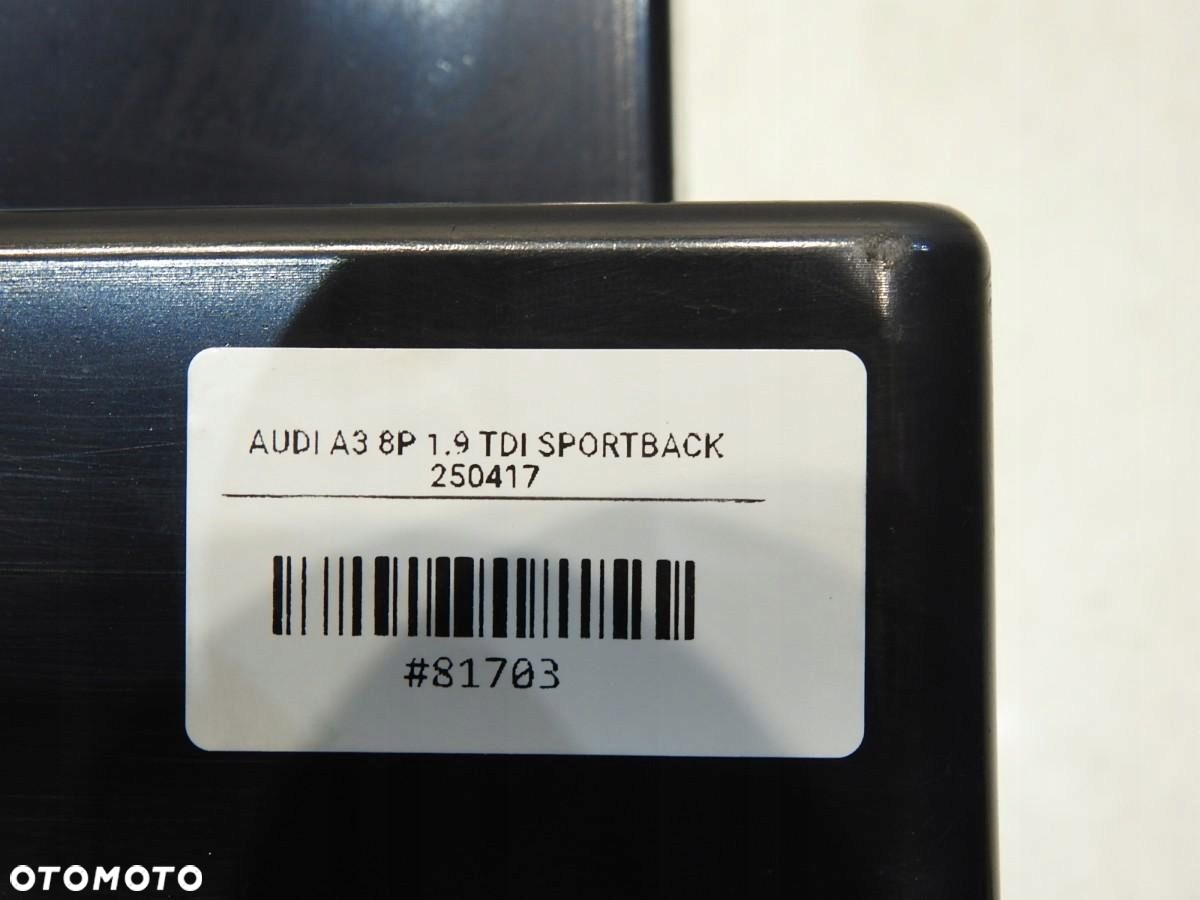 AUDI A3 8P 1.9 TDI SPORTBACK
250417
#81703
OTOMOTO